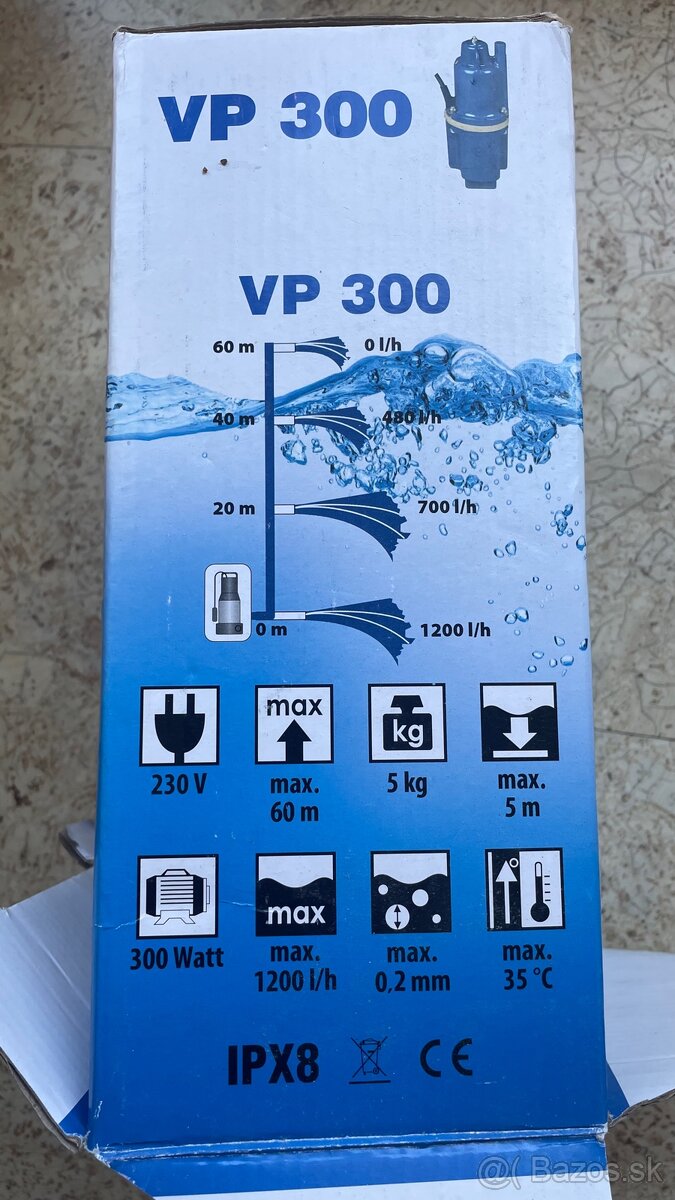 VP 300
VP 300
60 m 0 l/h
40 m 480 l/h
20 m 700 l/h
0 m 1200 l/h
max kg
230 V max. 60 m 5 kg max. 5 m
max
300 Watt max. 1200 l/h max. 0,2 mm max. 35 °C
IPX8 CE
@( Bazos.sk